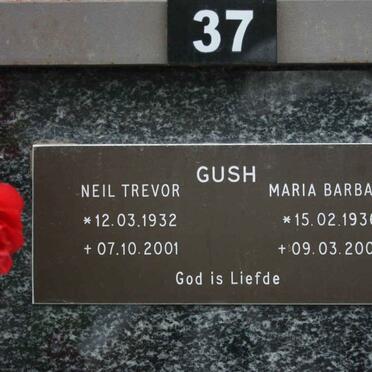 37
GUSH
NEIL TREVOR MARIA
*12.03.1932 *15.02.193
+07.10.2001 +09.03.200
God is Liefde